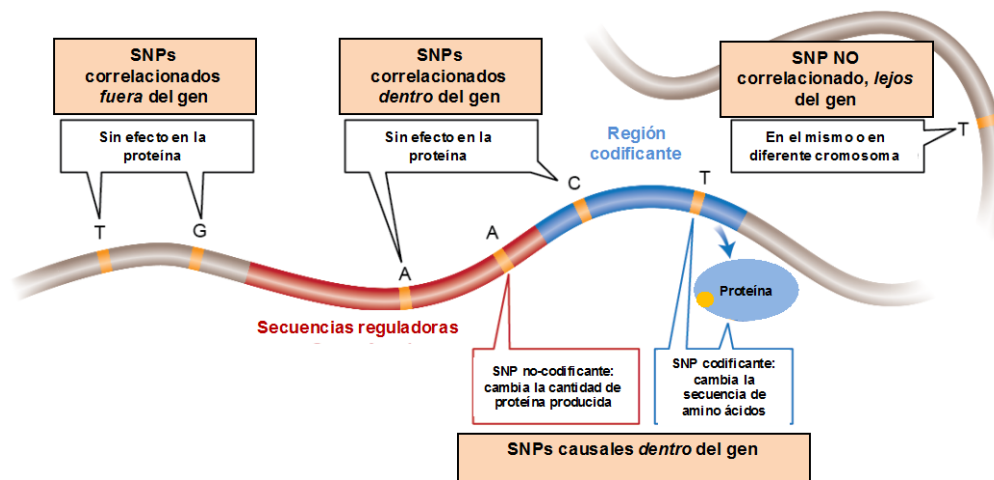 SNPs
correlacionados
fuera del gen
Sin efecto en la
proteína
SNPs
correlacionados
dentro del gen
Sin efecto en la
proteína
SNP NO
correlacionado, lejos
del gen
En el mismo o en
diferente cromosoma
T
Región
codificante
T
G
A
A
C
T
Proteína
Secuencias reguladoras
SNP no-codificante:
cambia la cantidad de
proteína producida
SNP codificante:
cambia la
secuencia de
amino ácidos
SNPs causales dentro del gen